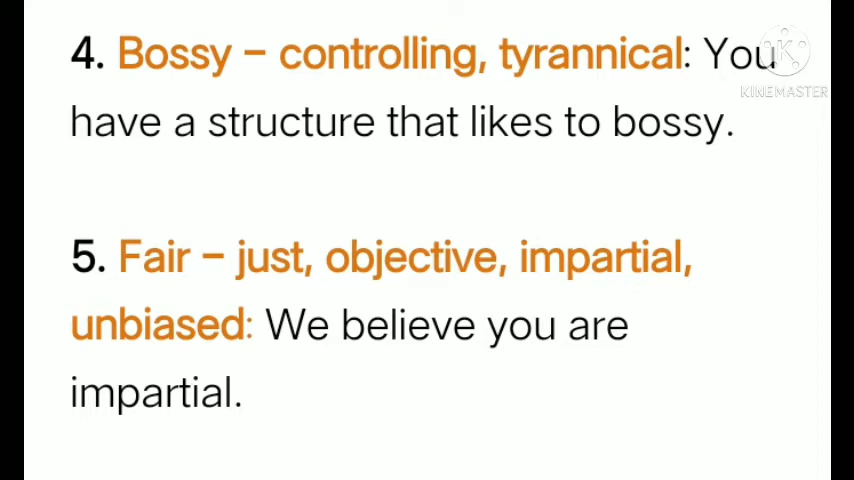 4. Bossy – controlling, tyrannical: You
have a structure that likes to bossy.
5. Fair – just, objective, impartial,
unbiased: We believe you are
impartial.
K
KINEMASTER